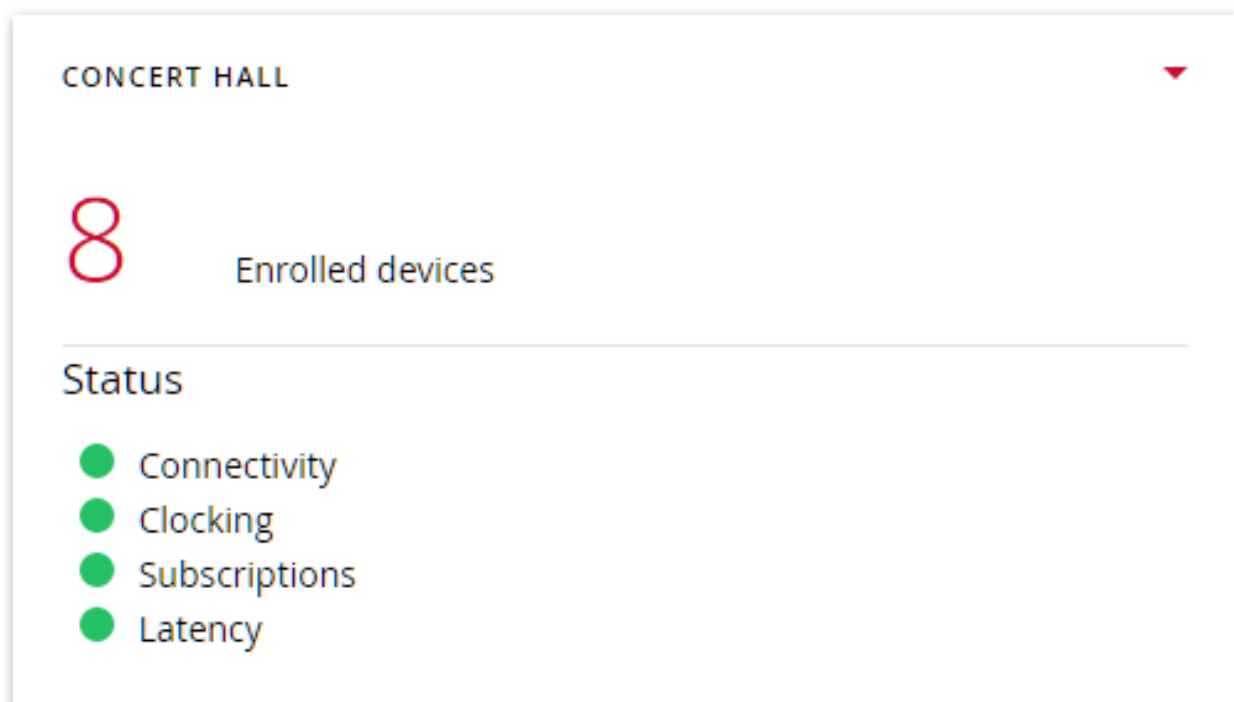 CONCERT HALL
8 Enrolled devices
Status
Connectivity
Clocking
Subscriptions
Latency